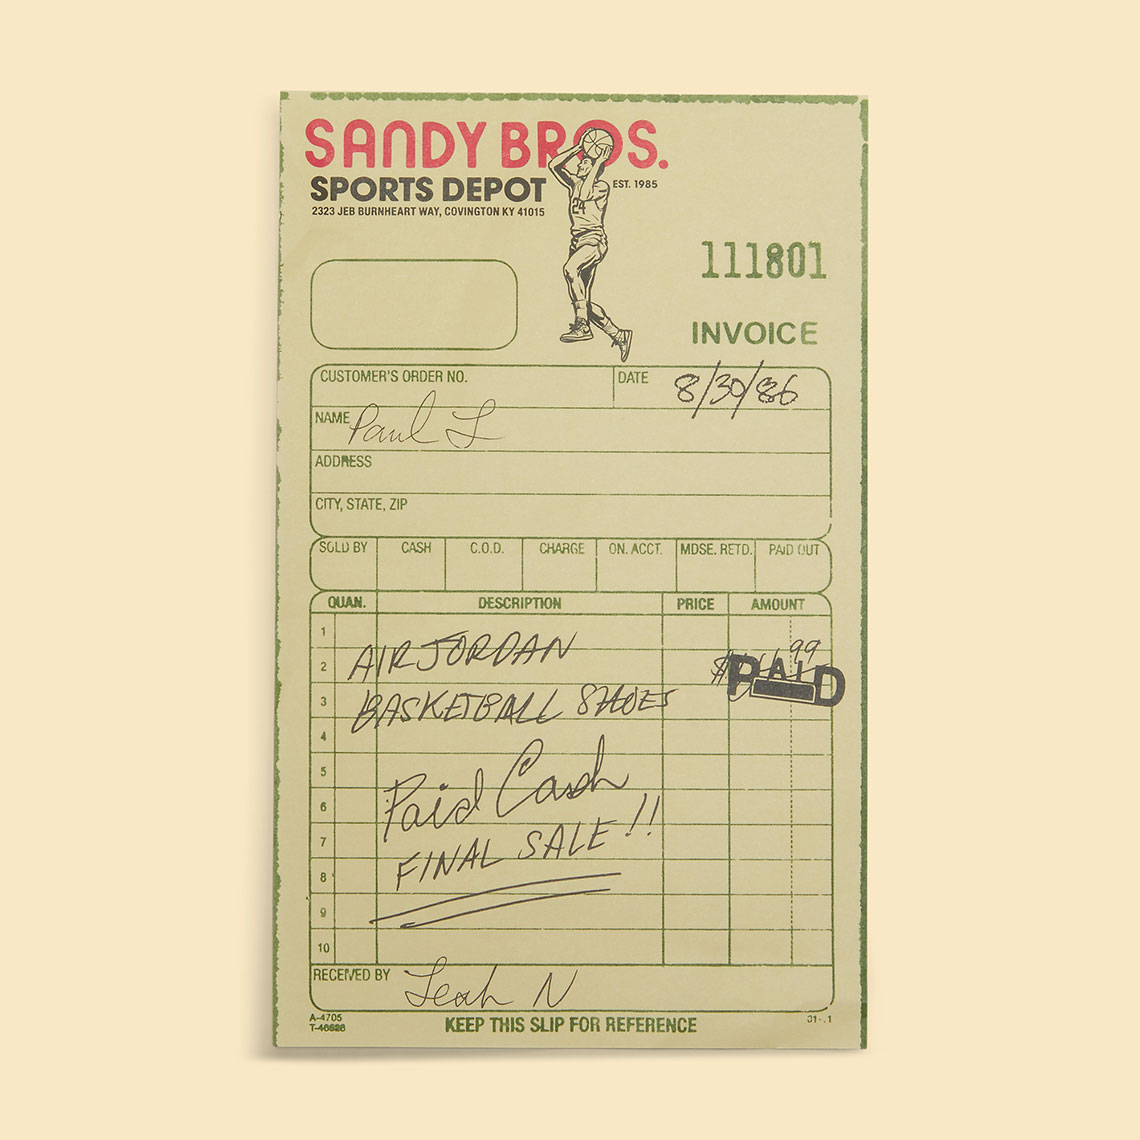 SANDY BROS.
SPORTS DEPOT
EST. 1985
2323 JEB BURNHEART WAY, COVINGTON KY 41015
24
111801
INVOICE
CUSTOMER'S ORDER NO.
DATE 8/30/86
NAME Paul L
ADDRESS
CITY, STATE, ZIP
SOLD BY CASH C.O.D. CHARGE ON. ACCT. MDSE. RETD. PAID OUT
QUAN. DESCRIPTION PRICE AMOUNT
1
2 AIR JORDAN
PAID
3 BASKETBALL SHOES
4
5
6 Paid Cash
7 FINAL SALE!!
8
9
10
RECEIVED BY Leah N
A-4705
T-46628
KEEP THIS SLIP FOR REFERENCE